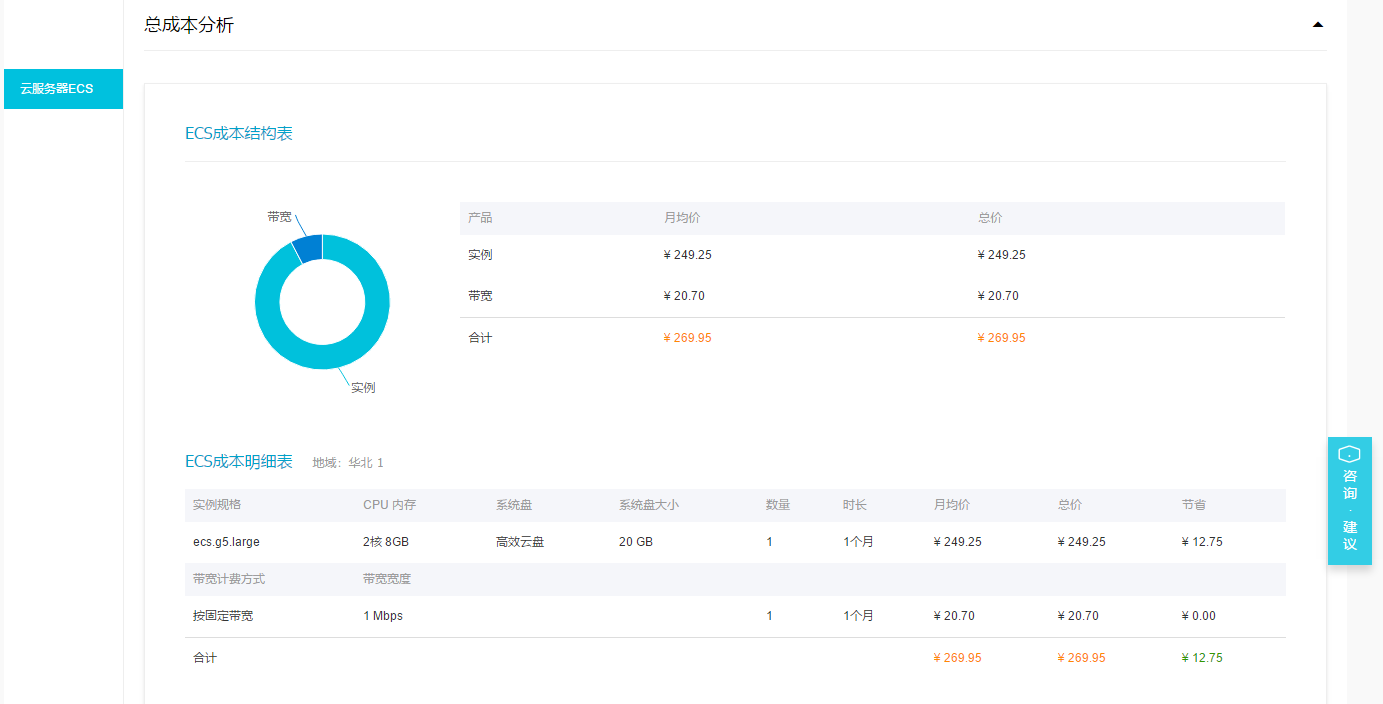 总成本分析
云服务器ECS
ECS成本结构表
带宽
实例
产品 月均价 总价
实例 ¥ 249.25 ¥ 249.25
带宽 ¥ 20.70 ¥ 20.70
合计 ¥ 269.95 ¥ 269.95
ECS成本明细表 地域：华北 1
实例规格 CPU 内存 系统盘 系统盘大小 数量 时长 月均价 总价 节省
ecs.g5.large 2核 8GB 高效云盘 20 GB 1 1个月 ¥ 249.25 ¥ 249.25 ¥ 12.75
带宽计费方式 带宽宽度
按固定带宽 1 Mbps 1 1个月 ¥ 20.70 ¥ 20.70 ¥ 0.00
合计 ¥ 269.95 ¥ 269.95 ¥ 12.75
咨询·建议